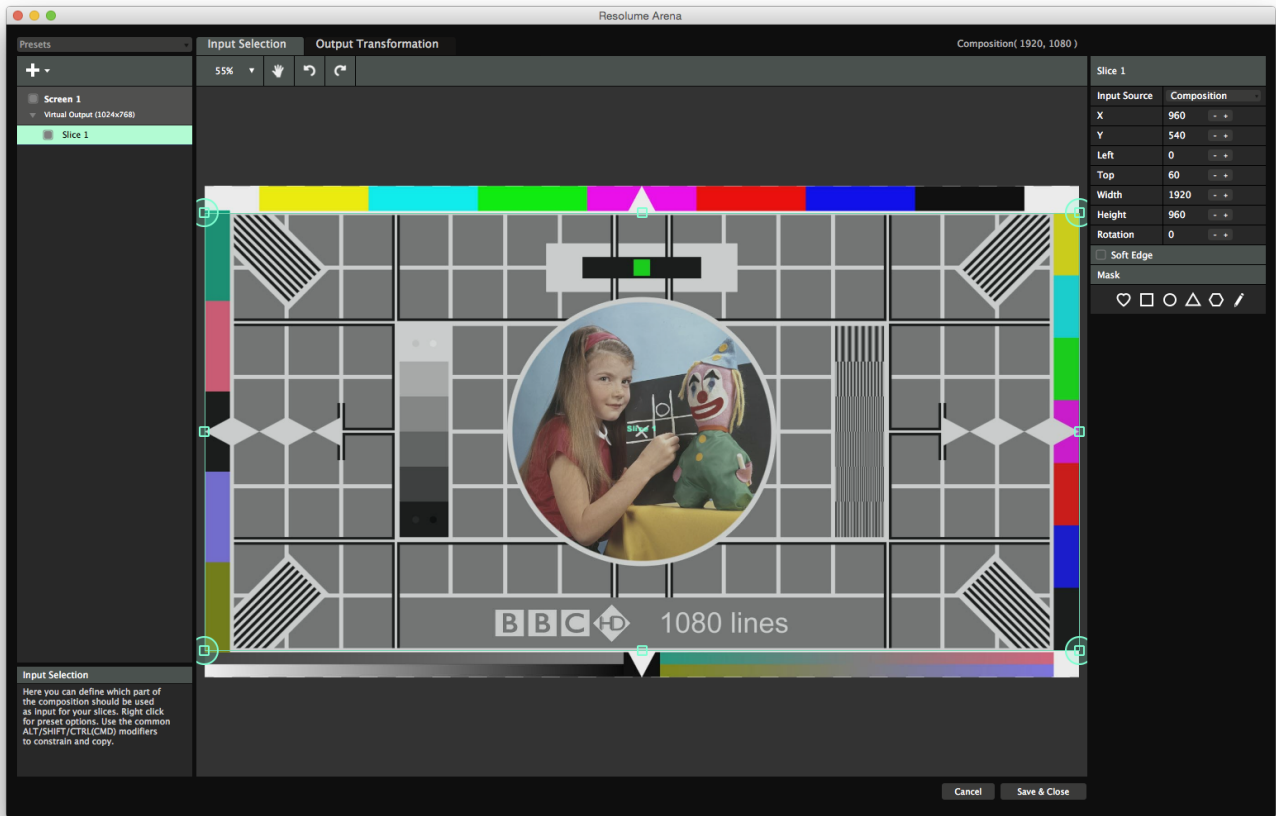 Resolume Arena
Presets
Input Selection
Output Transformation
Composition( 1920, 1080 )
55%
Slice 1
Screen 1
Virtual Output (1024x768)
Slice 1
Input Source Composition
X 960 - +
Y 540 - +
Left 0 - +
Top 60 - +
Width 1920 - +
Height 960 - +
Rotation 0 - +
Soft Edge
Mask
Slice 1
BBC HD 1080 lines
Input Selection
Here you can define which part of
the composition should be used
as input for your slices. Right click
for preset options. Use the common
ALT/SHIFT/CTRL(CMD) modifiers
to constrain and copy.
Cancel
Save & Close